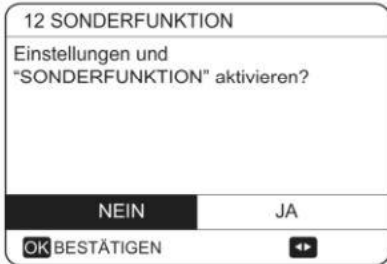 12 SONDERFUNKTION
Einstellungen und
“SONDERFUNKTION” aktivieren?
NEIN JA
OK BESTÄTIGEN